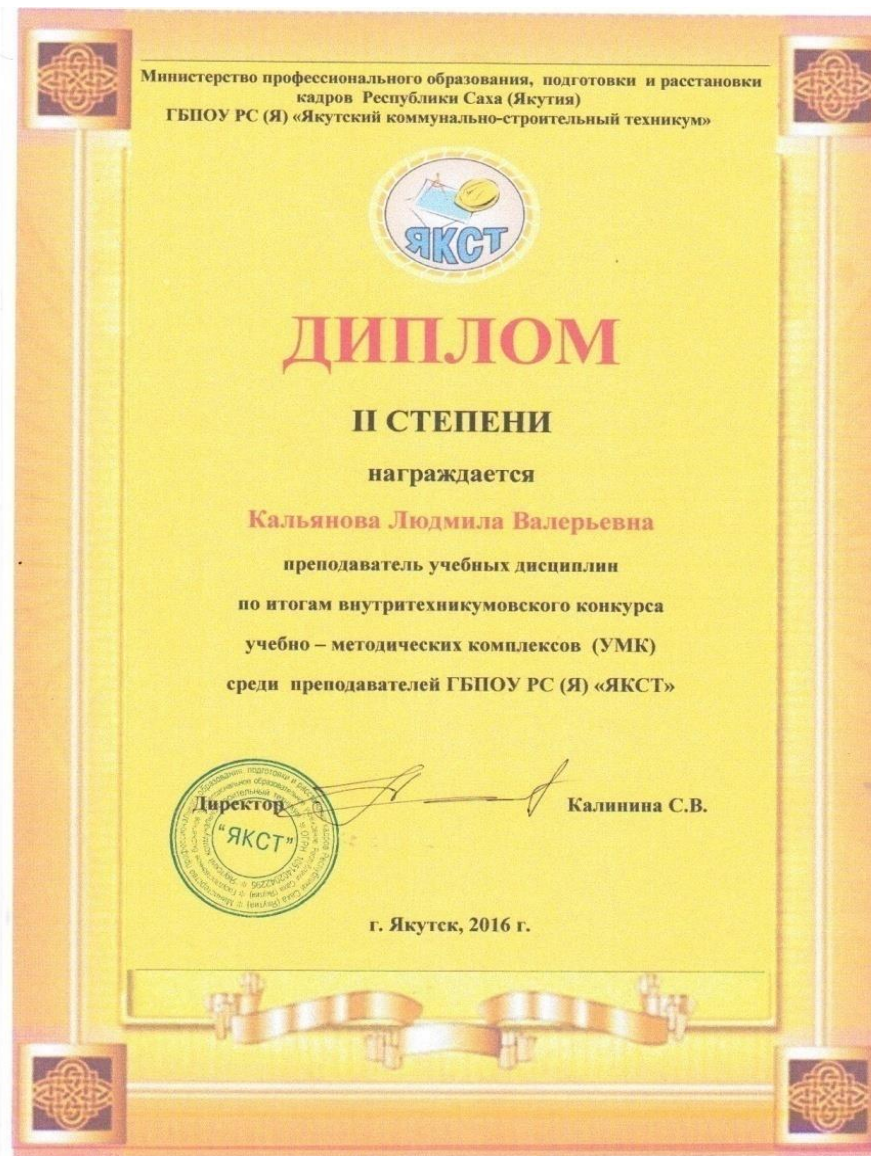 Министерство профессионального образования, подготовки и расстановки
кадров Республики Саха (Якутия)
ГБПОУ РС (Я) «Якутский коммунально-строительный техникум»
ЯКСТ
ДИПЛОМ
II СТЕПЕНИ
награждается
Кальянова Людмила Валерьевна
преподаватель учебных дисциплин
по итогам внутритехникумовского конкурса
учебно – методических комплексов (УМК)
среди преподавателей ГБПОУ РС (Я) «ЯКСТ»
Директор Калинина С.В.
"ЯКСТ"
г. Якутск, 2016 г.